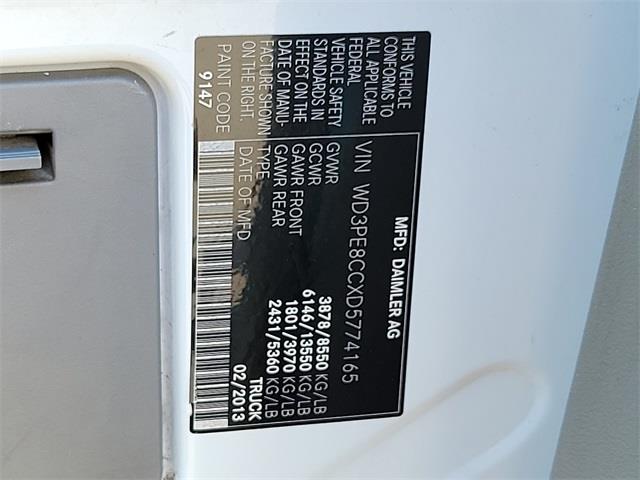 MFD: DAIMLER AG
VIN WD3PE8CCXD5774165
THIS VEHICLE
CONFORMS TO
ALL APPLICABLE
VEHICLE SAFETY
STANDARDS IN
EFFECT ON THE
DATE OF MANU-
FACTURE SHOWN
ON THE RIGHT.
PAINT CODE
9147
GVWR 3878/8550 KG/LB
GCWR 6146/13550 KG/LB
GAWR FRONT 1801/3970 KG/LB
GAWR REAR 2431/5360 KG/LB
TYPE TRUCK
DATE OF MFD 02/2013